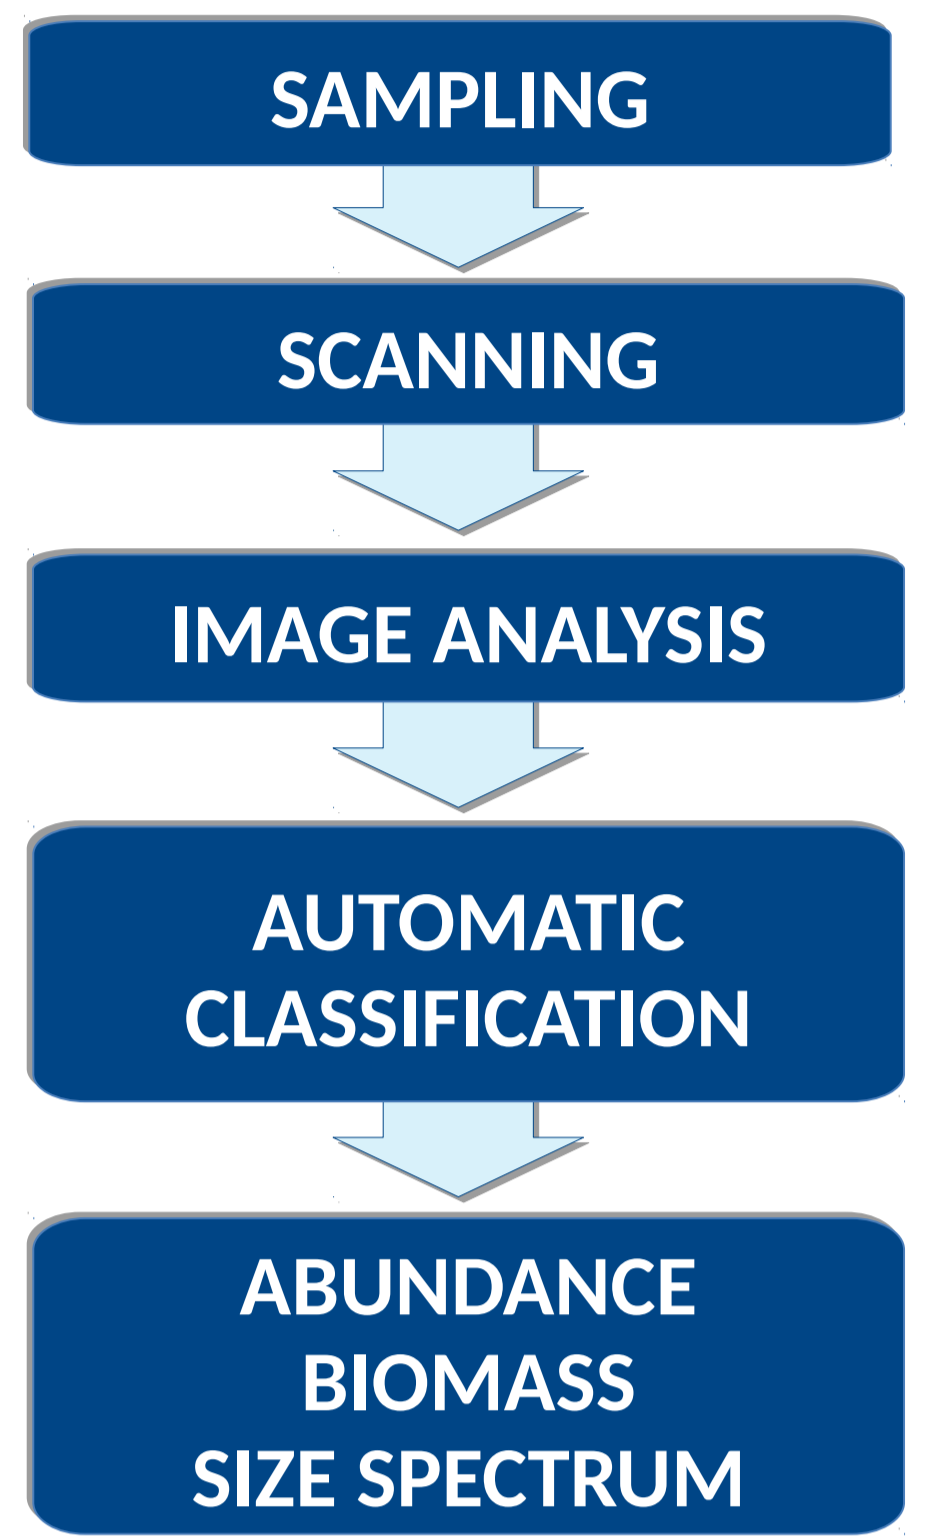 SAMPLING
SCANNING
IMAGE ANALYSIS
AUTOMATIC
CLASSIFICATION
ABUNDANCE
BIOMASS
SIZE SPECTRUM